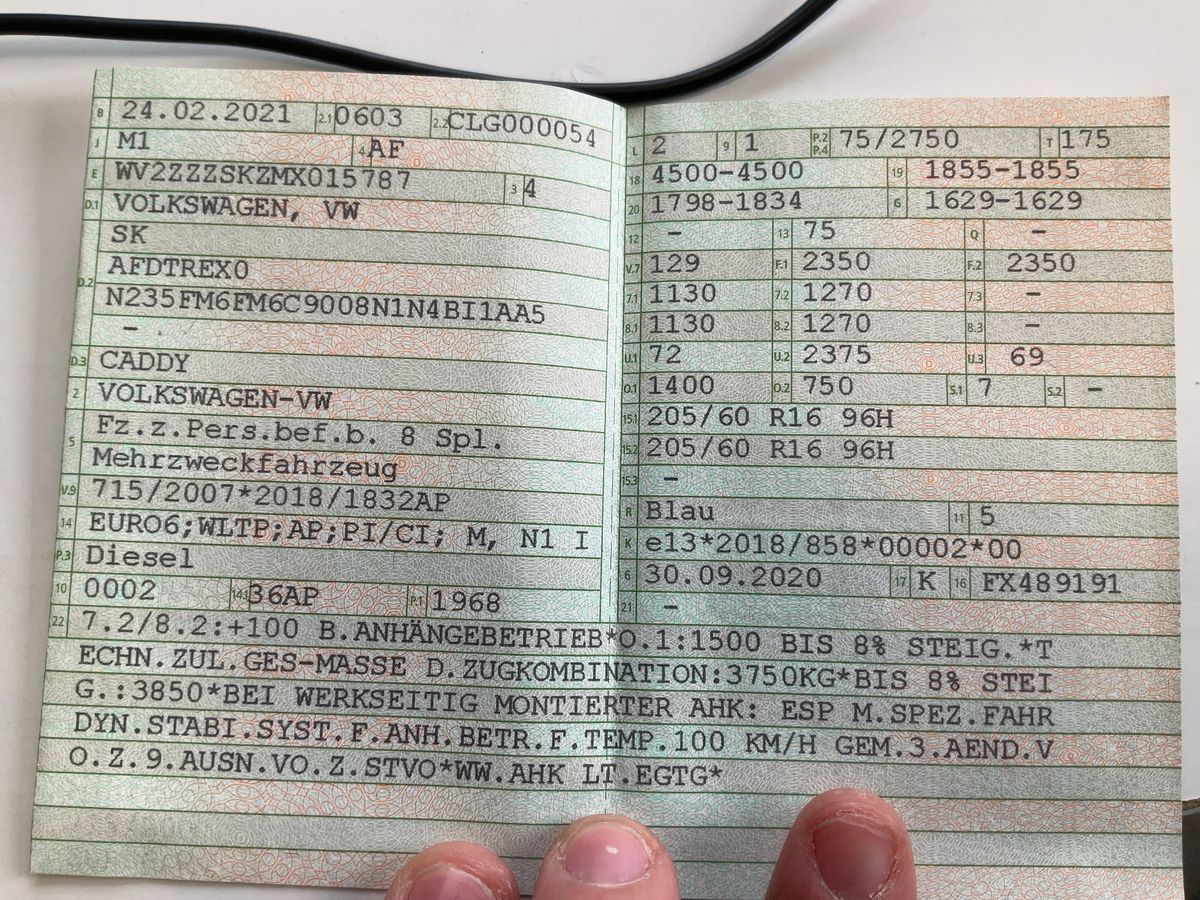 B 24.02.2021 2.1 0603 2.2 CLG000054
J M1 4 AF
E WV2ZZZSKZMX015787 3 4
D.1 VOLKSWAGEN, VW
SK
D.2 AFDTREX0
N235FM6FM6C9008N1N4BI1AA5
–
D.3 CADDY
2 VOLKSWAGEN-VW
5 Fz.z.Pers.bef.b. 8 Spl.
Mehrzweckfahrzeug
V.9 715/2007*2018/1832AP
14 EURO6;WLTP;AP;PI/CI; M, N1 I
P.3 Diesel
10 0002 14.1 36AP P.1 1968
L 2 9 1 P.2 P.4 75/2750 T 175
18 4500-4500 19 1855-1855
20 1798-1834 G 1629-1629
12 – 13 75 Q –
V.7 129 F.1 2350 F.2 2350
7.1 1130 7.2 1270 7.3 –
8.1 1130 8.2 1270 8.3 –
U.1 72 U.2 2375 U.3 69
O.1 1400 O.2 750 S.1 7 S.2 –
15.1 205/60 R16 96H
15.2 205/60 R16 96H
15.3 –
R Blau 11 5
K e13*2018/858*00002*00
6 30.09.2020 17 K 16 FX489191
21 –
22 7.2/8.2:+100 B.ANHÄNGEBETRIEB*O.1:1500 BIS 8% STEIG.*T
ECHN.ZUL.GES-MASSE D.ZUGKOMBINATION:3750KG*BIS 8% STEI
G.:3850*BEI WERKSEITIG MONTIERTER AHK: ESP M.SPEZ.FAHR
DYN.STABI.SYST.F.ANH.BETR.F.TEMP.100 KM/H GEM.3.AEND.V
O.Z.9.AUSN.VO.Z.STVO*WW.AHK LT.EGTG*